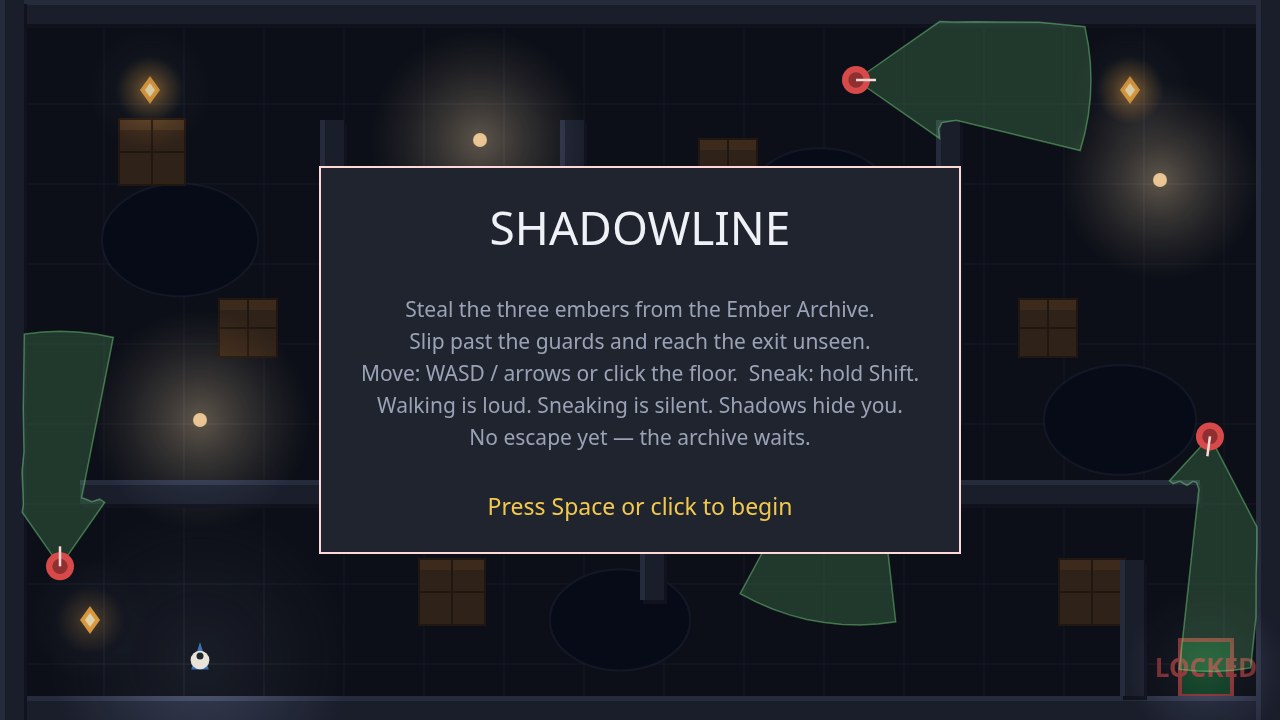 SHADOWLINE
Steal the three embers from the Ember Archive.
Slip past the guards and reach the exit unseen.
Move: WASD / arrows or click the floor.  Sneak: hold Shift.
Walking is loud. Sneaking is silent. Shadows hide you.
No escape yet — the archive waits.
Press Space or click to begin
LOCKED